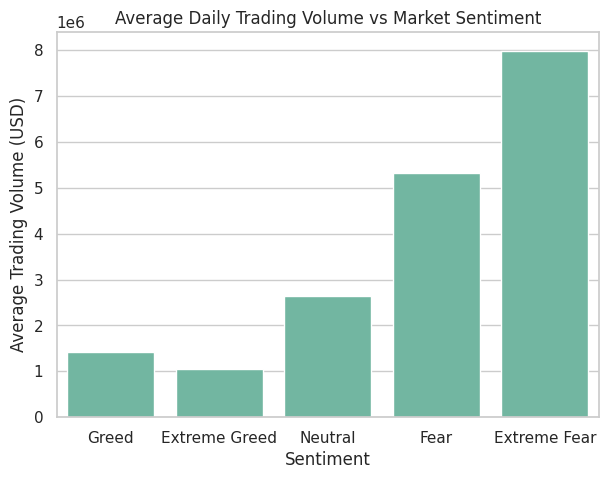 Average Daily Trading Volume vs Market Sentiment
1e6
8
7
6
5
4
3
2
1
0
Average Trading Volume (USD)
Greed Extreme Greed Neutral Fear Extreme Fear
Sentiment